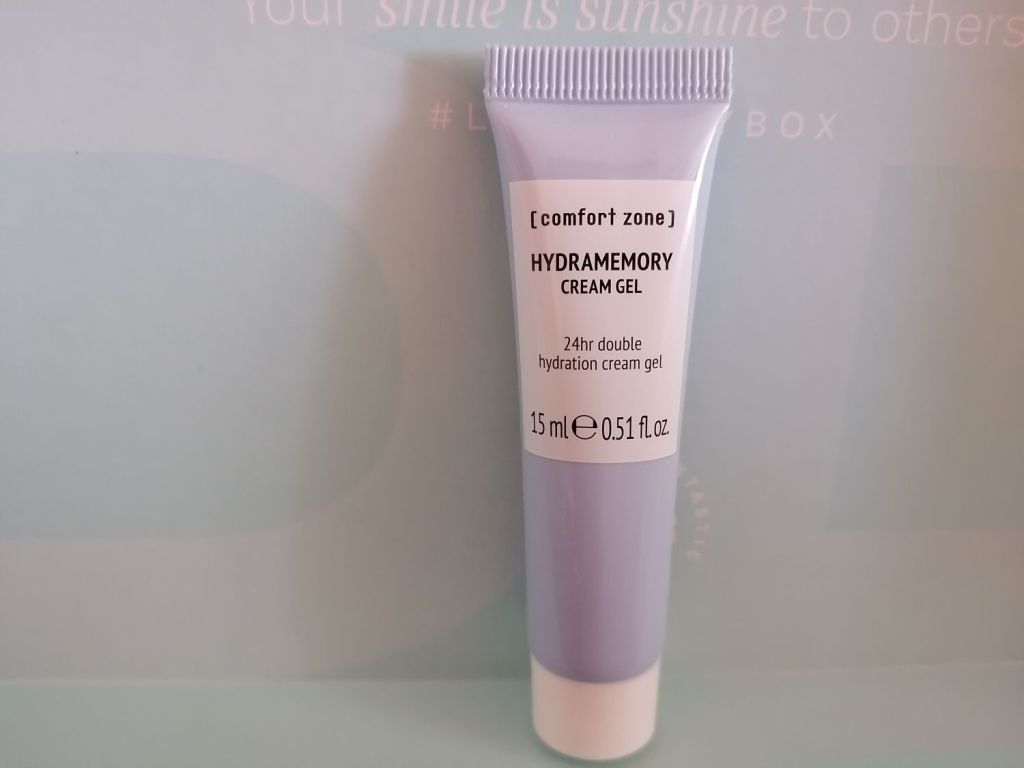 Your smile is sunshine to others
# L BOX
[comfort zone]
HYDRAMEMORY
CREAM GEL
24hr double
hydration cream gel
15 ml ℮ 0.51 fl.oz.